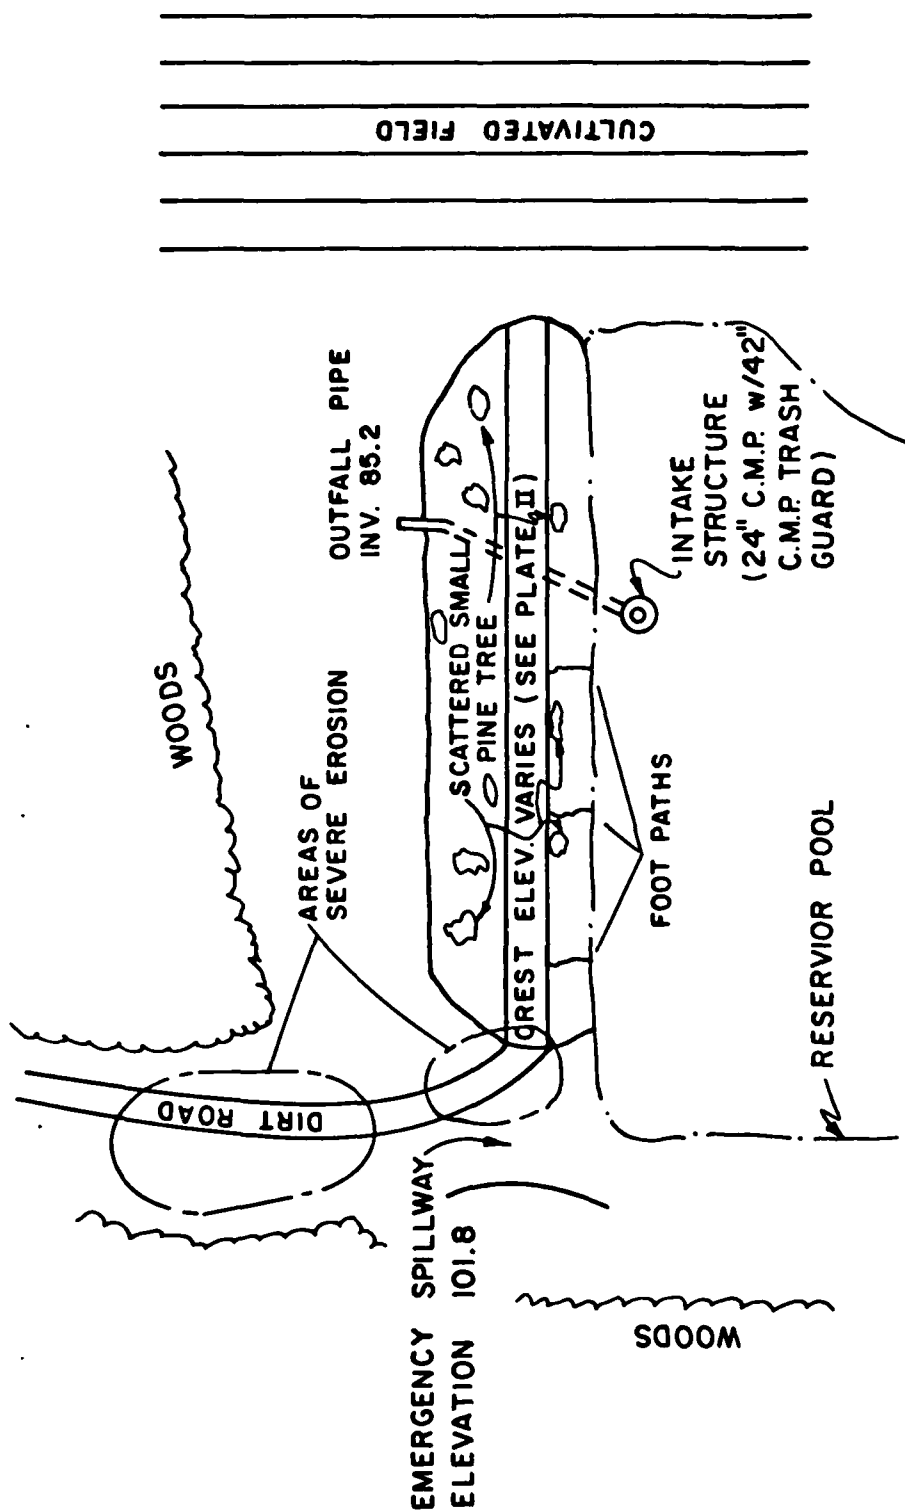 CULTIVATED FIELD
WOODS
OUTFALL PIPE
INV. 85.2
AREAS OF
SEVERE EROSION
SCATTERED SMALL
PINE TREE
CREST ELEV. VARIES (SEE PLATE II)
DIRT ROAD
EMERGENCY SPILLWAY
ELEVATION 101.8
INTAKE
STRUCTURE
(24" C.M.P. w/42"
C.M.P. TRASH
GUARD)
FOOT PATHS
RESERVIOR POOL
WOODS